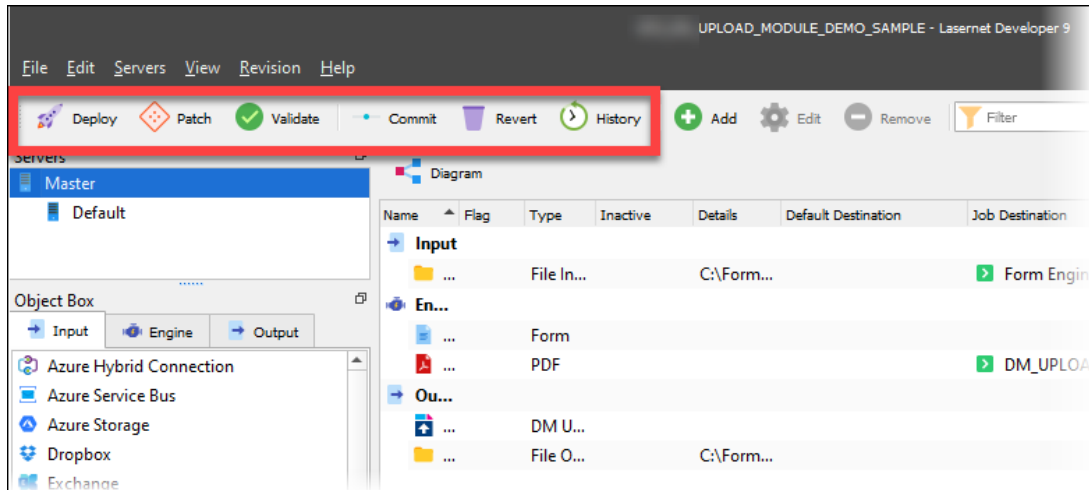 UPLOAD_MODULE_DEMO_SAMPLE - Lasernet Developer 9
File Edit Servers View Revision Help
Deploy Patch Validate Commit Revert History Add Edit Remove Filter
Servers
Master
Default
Diagram
Name Flag Type Inactive Details Default Destination Job Destination
Input
... File In... C:\Form... Form Engin
En...
... Form
... PDF DM_UPLOA
Ou...
... DM U...
... File O... C:\Form...
Object Box
Input Engine Output
Azure Hybrid Connection
Azure Service Bus
Azure Storage
Dropbox
Exchange